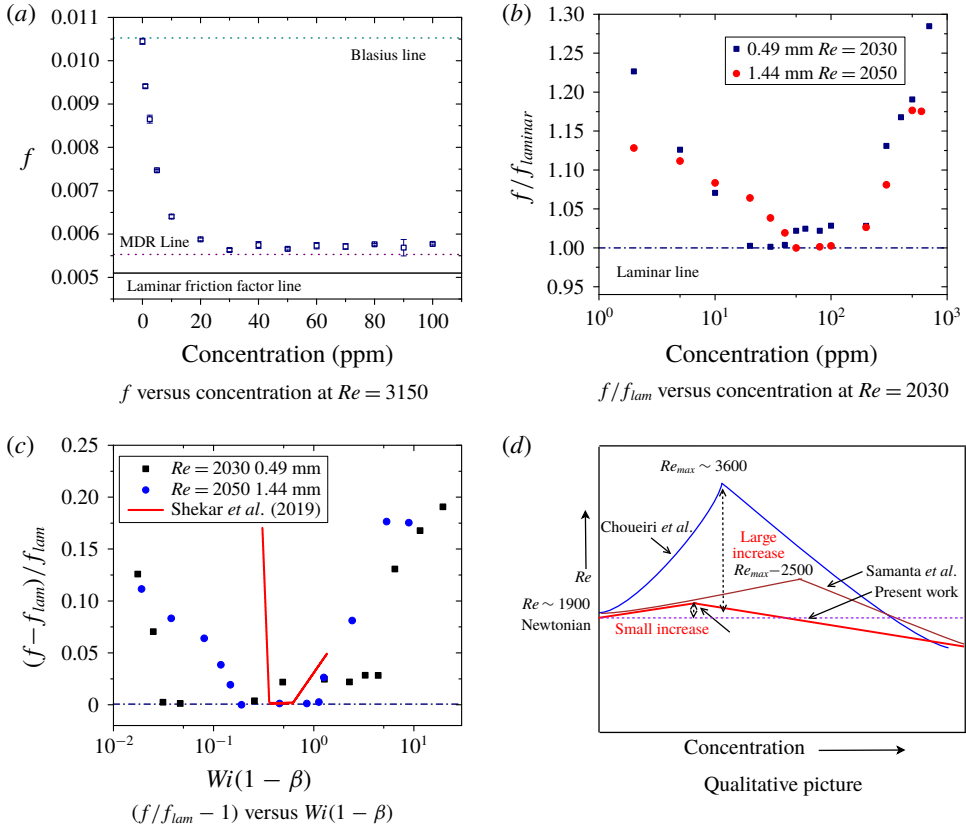 (a)
0.011
0.010
0.009
0.008
0.007
0.006
0.005
f
Blasius line
MDR Line
Laminar friction factor line
0 20 40 60 80 100
Concentration (ppm)
f versus concentration at Re = 3150
(b)
1.30
1.25
1.20
1.15
1.10
1.05
1.00
0.95
f/f_laminar
0.49 mm Re = 2030
1.44 mm Re = 2050
Laminar line
10^0 10^1 10^2 10^3
Concentration (ppm)
f/f_lam versus concentration at Re = 2030
(c)
0.25
0.20
0.15
0.10
0.05
0
(f−f_lam)/f_lam
Re = 2030 0.49 mm
Re = 2050 1.44 mm
Shekar et al. (2019)
10^−2 10^−1 10^0 10^1
Wi(1 − β)
(f/f_lam − 1) versus Wi(1 − β)
(d)
Re_max ∼ 3600
Choueiri et al.
Large
increase
Re_max−2500
Samanta et al.
Present work
Re
Re ∼ 1900
Newtonian
Small increase
Concentration
Qualitative picture